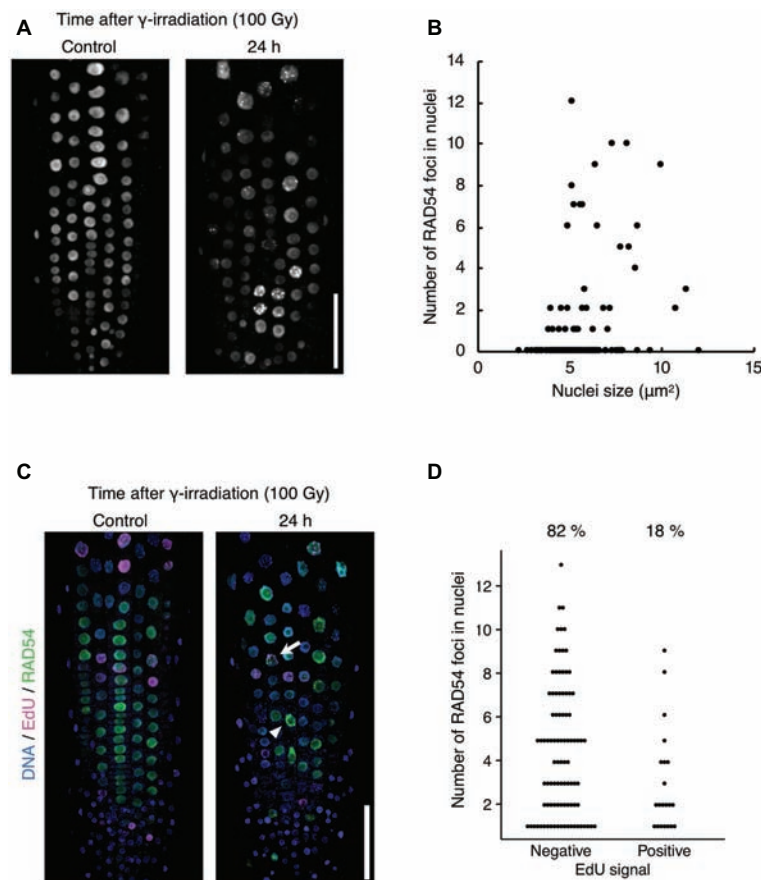 A
Time after γ-irradiation (100 Gy)
Control
24 h
B
Number of RAD54 foci in nuclei
14
12
10
8
6
4
2
0
0
5
10
15
Nuclei size (μm²)
C
Time after γ-irradiation (100 Gy)
Control
24 h
DNA / EdU / RAD54
D
82 %
18 %
Number of RAD54 foci in nuclei
12
10
8
6
4
2
Negative
Positive
EdU signal